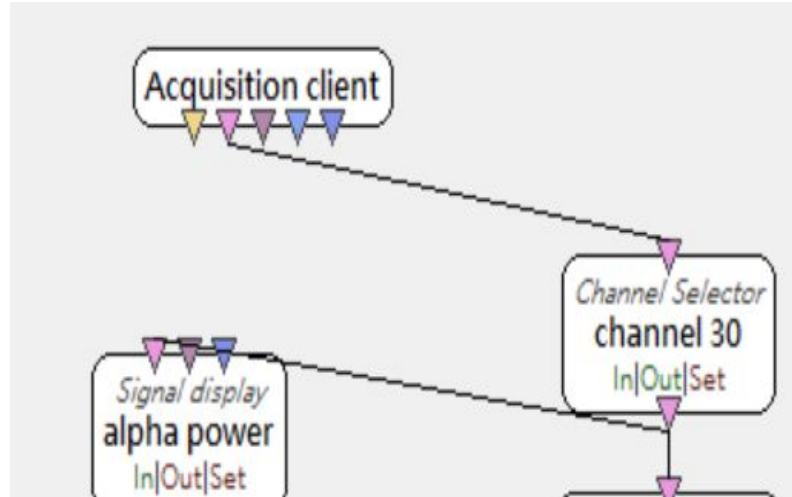 Acquisition client
Channel Selector
channel 30
In|Out|Set
Signal display
alpha power
In|Out|Set